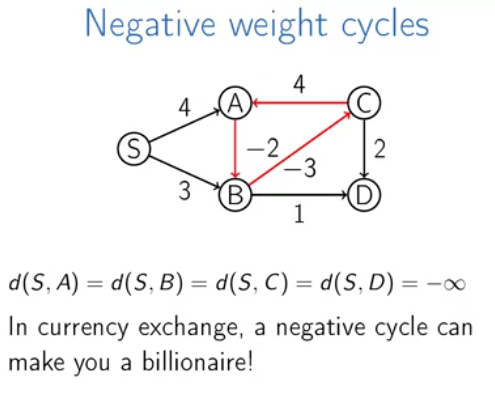 Negative weight cycles
4
4
A
C
S
−2
−3
2
3
B
D
1
d(S, A) = d(S, B) = d(S, C) = d(S, D) = −∞
In currency exchange, a negative cycle can
make you a billionaire!